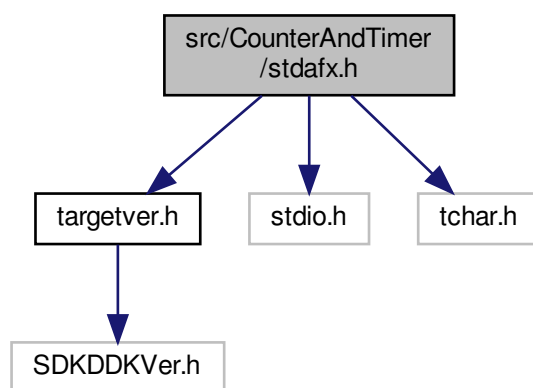 src/CounterAndTimer
/stdafx.h
targetver.h
stdio.h
tchar.h
SDKDDKVer.h